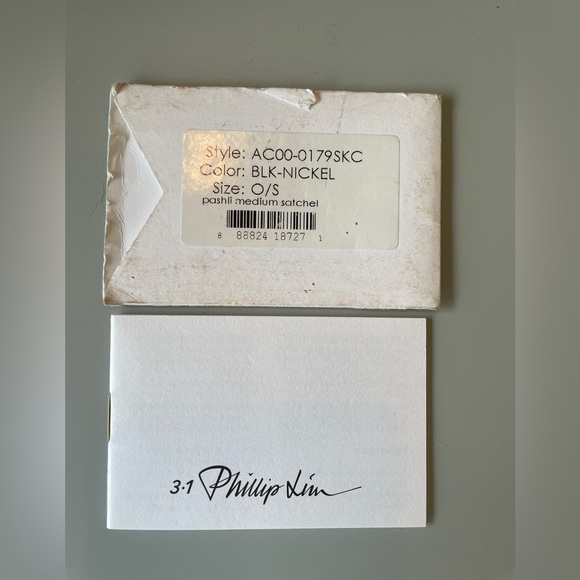 Style: AC00-0179SKC
Color: BLK-NICKEL
Size: O/S
pashli medium satchel
8 88824 18727 1
3.1 Phillip Lim